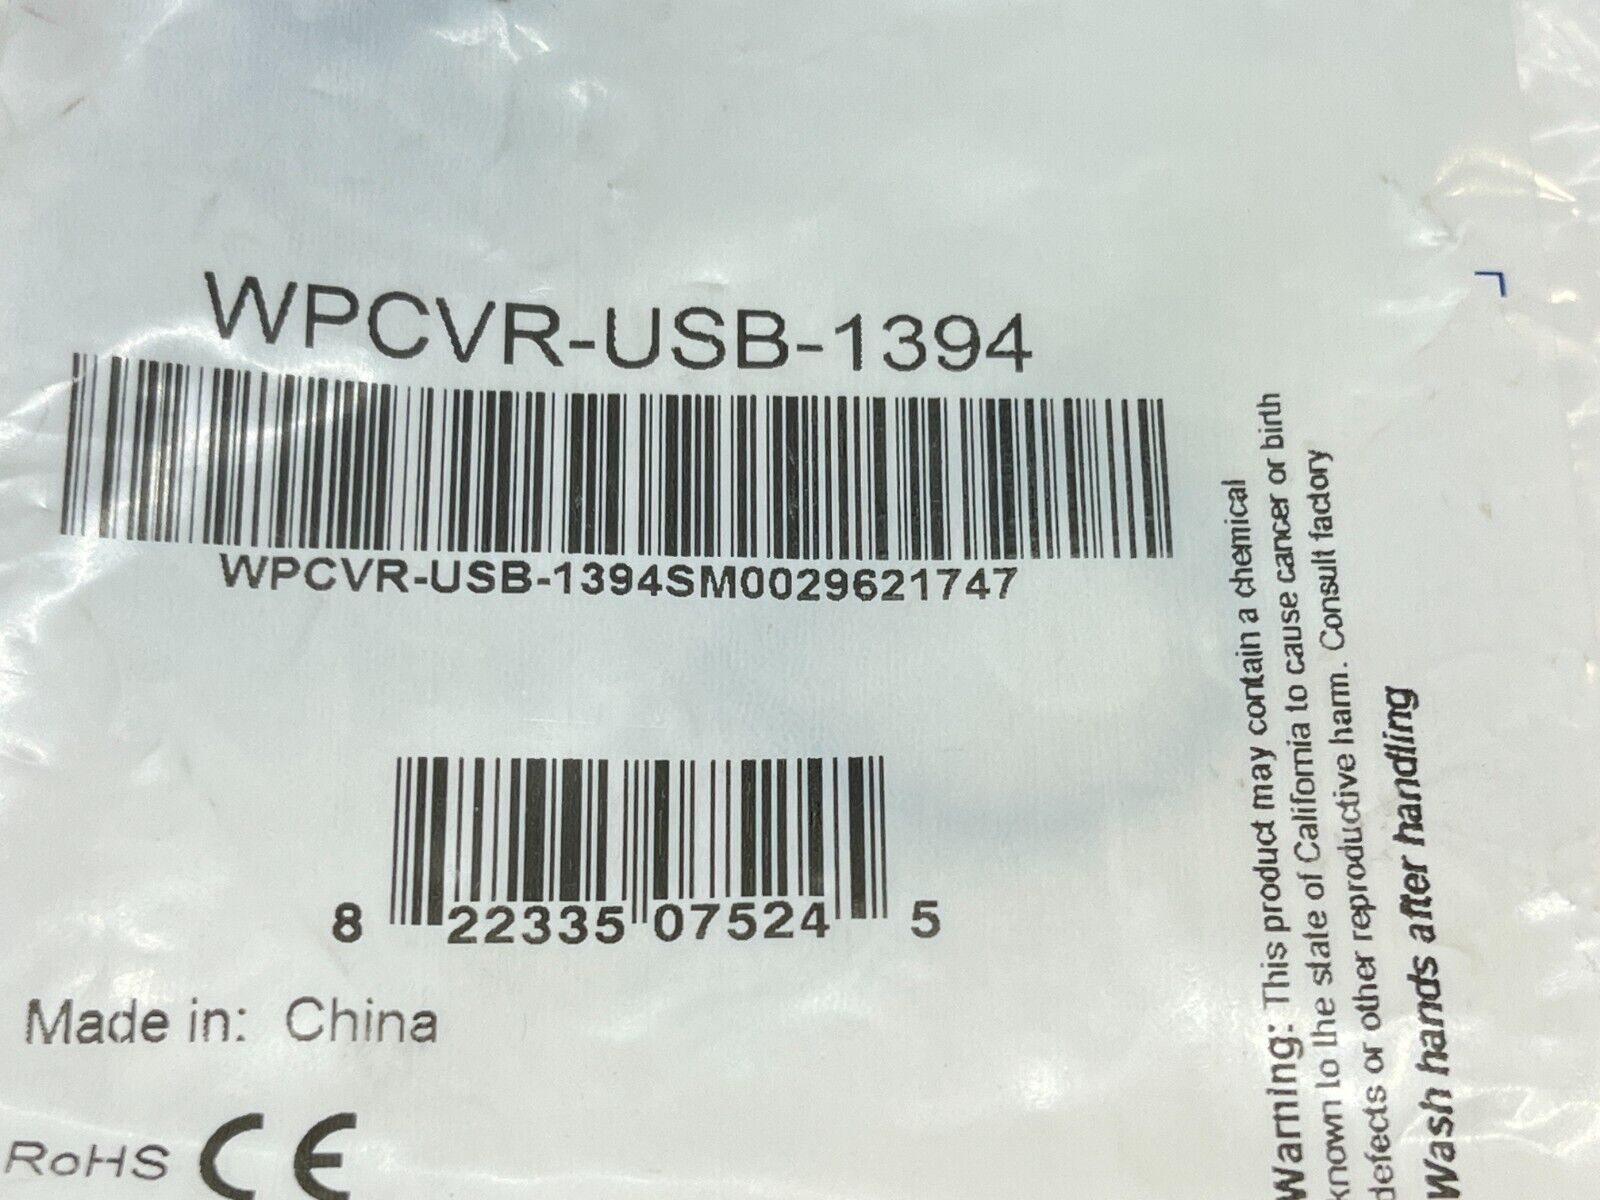 WPCVR-USB-1394
WPCVR-USB-1394SM0029621747
8 22335 07524 5
Made in: China
RoHS CE
Warning: This product may contain a chemical
known to the state of California to cause cancer or birth
defects or other reproductive harm. Consult factory
Wash hands after handling